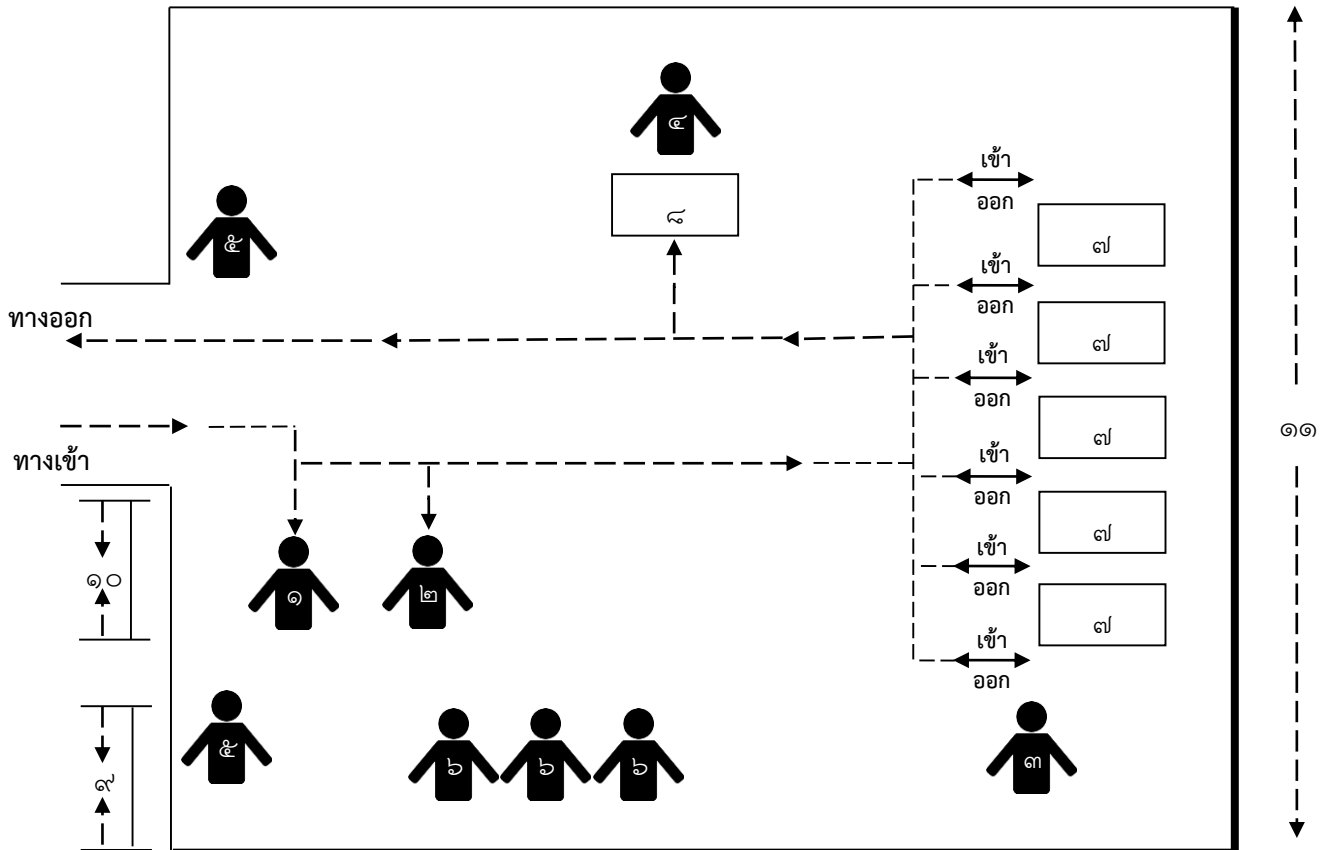 ๔
เข้า
ออก
๘
๗
๕
เข้า
ออก
ทางออก
๗
เข้า
ออก
๗
๑๑
ทางเข้า
เข้า
ออก
๗
เข้า
ออก
๑๐
๑
๒
๗
เข้า
ออก
๕
๖
๖
๖
๓
๙